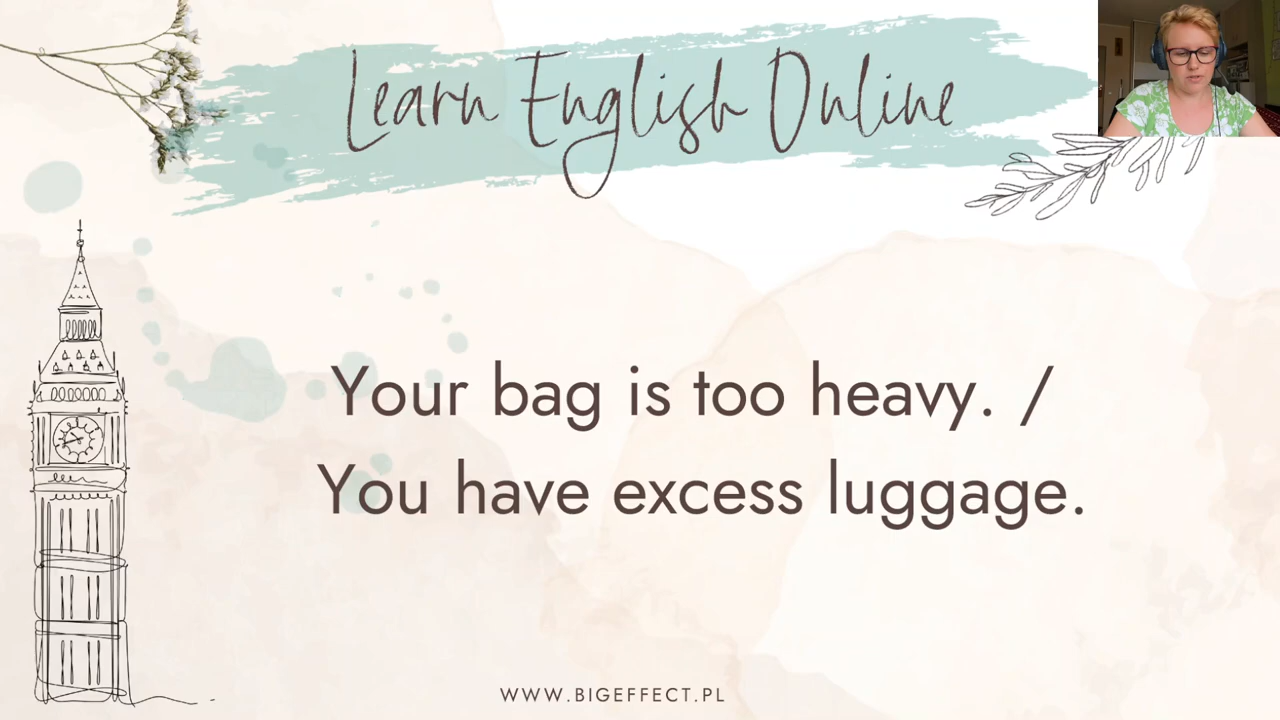 Learn English Online
Your bag is too heavy. /
You have excess luggage.
WWW.BIGEFFECT.PL